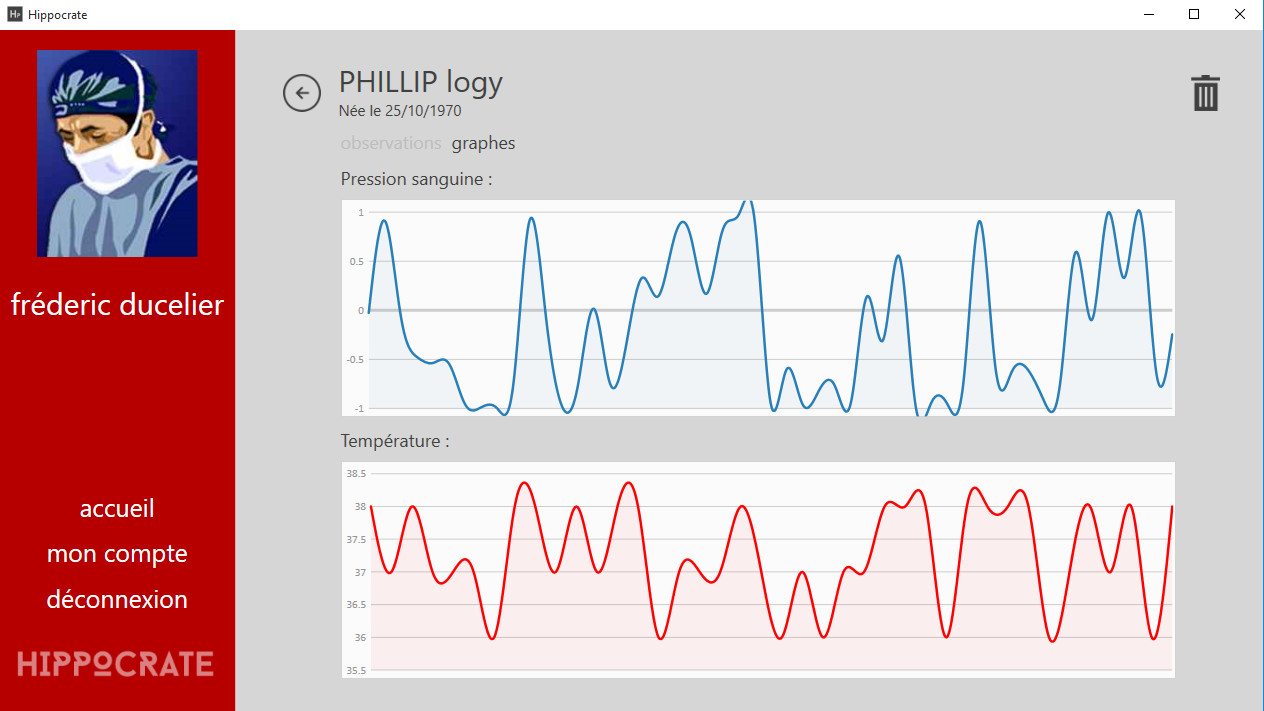 Hippocrate
fréderic ducelier
accueil
mon compte
déconnexion
HIPPOCRATE
PHILLIP logy
Née le 25/10/1970
observations graphes
Pression sanguine :
1
0.5
0
-0.5
-1
Température :
38.5
38
37.5
37
36.5
36
35.5